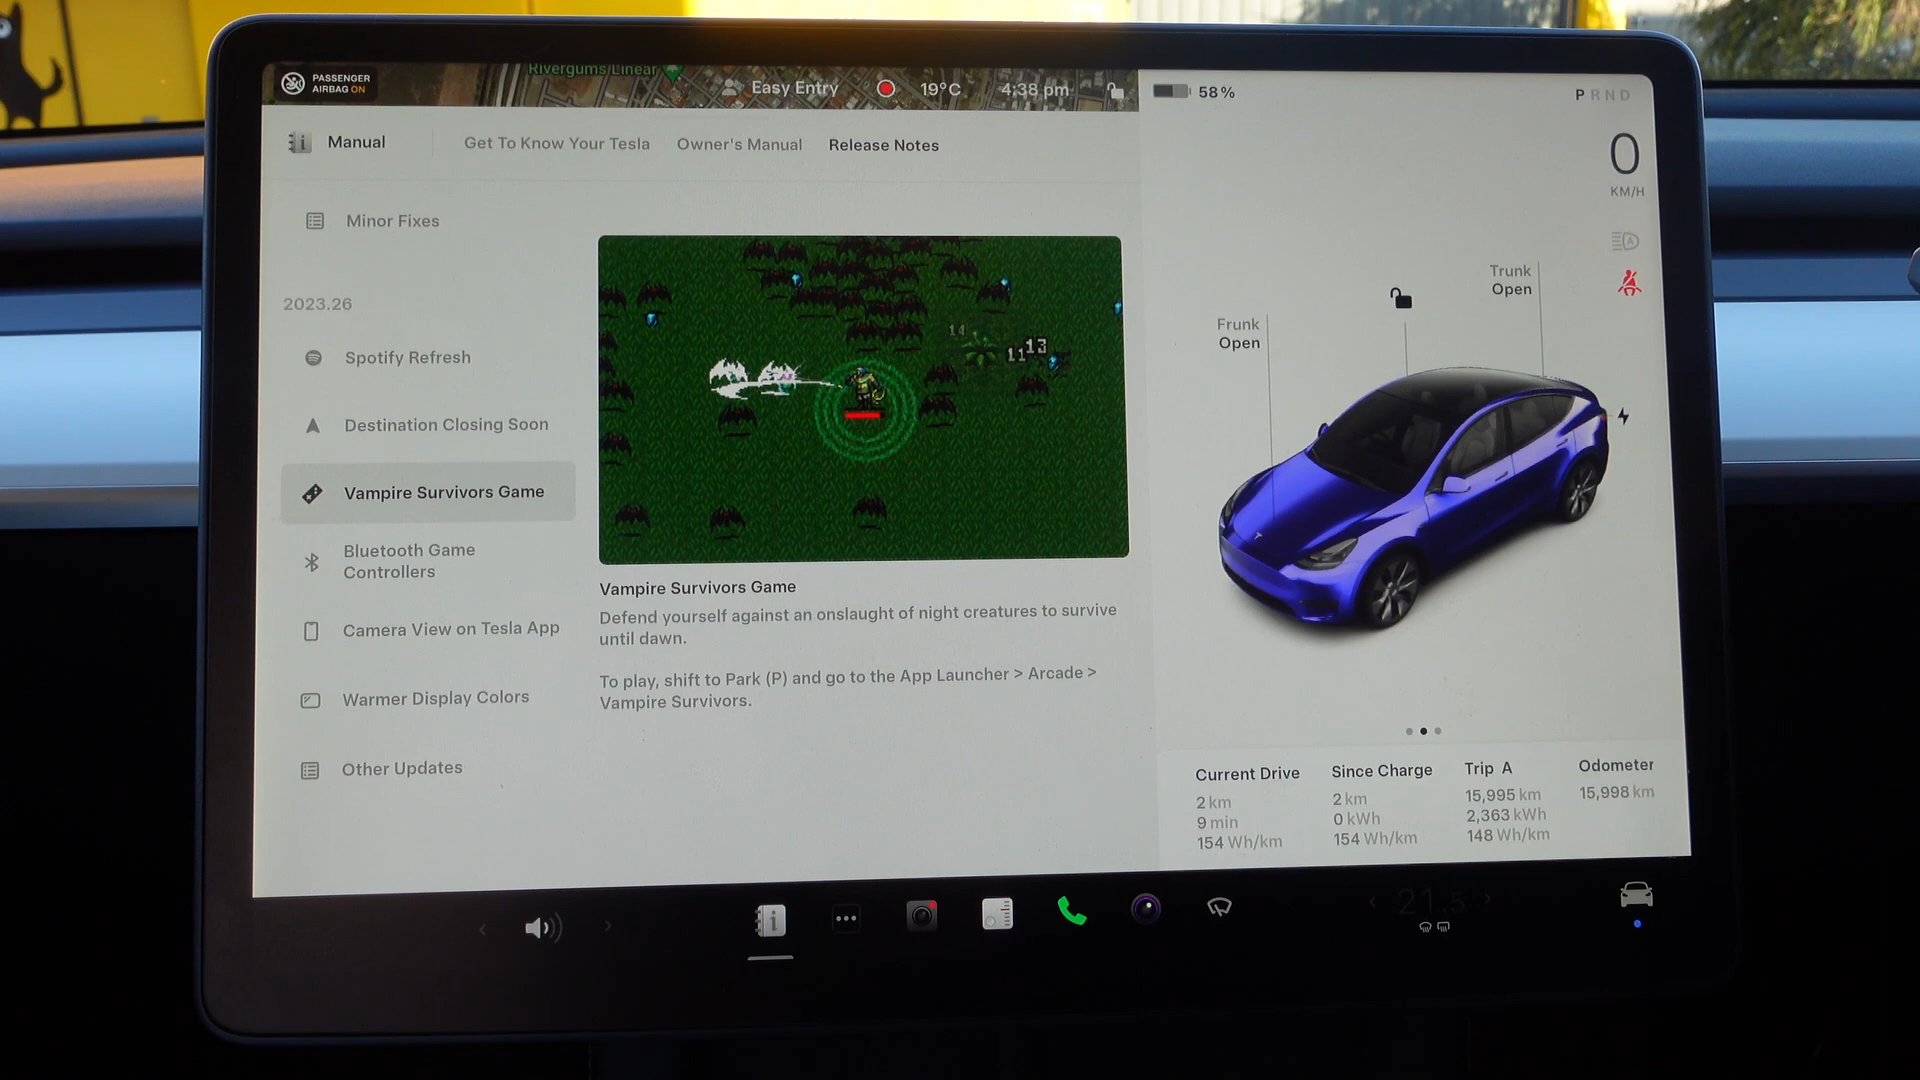 PASSENGER
AIRBAG ON
Rivergums Linear
Easy Entry
19°C
4:38 pm
58%
P R N D
Manual
Get To Know Your Tesla
Owner's Manual
Release Notes
0
KM/H
Minor Fixes
2023.26
Spotify Refresh
Destination Closing Soon
Vampire Survivors Game
Bluetooth Game
Controllers
Camera View on Tesla App
Warmer Display Colors
Other Updates
14
11
13
Vampire Survivors Game
Defend yourself against an onslaught of night creatures to survive
until dawn.
To play, shift to Park (P) and go to the App Launcher > Arcade >
Vampire Survivors.
Trunk
Open
Frunk
Open
Current Drive
2 km
9 min
154 Wh/km
Since Charge
2 km
0 kWh
154 Wh/km
Trip A
15,995 km
2,363 kWh
148 Wh/km
Odometer
15,998 km
21.5